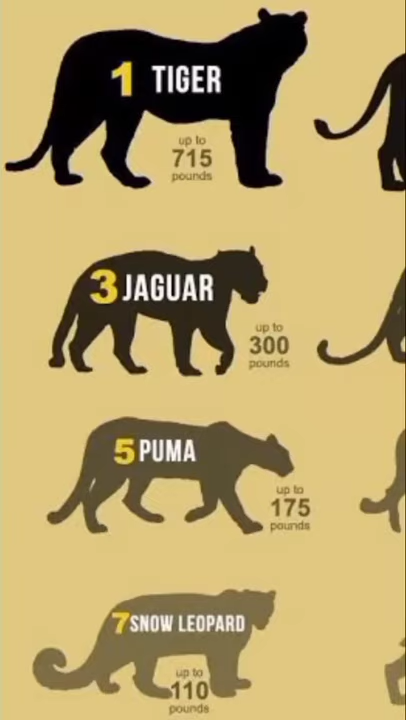 1 TIGER
up to
715
pounds
3 JAGUAR
up to
300
pounds
5 PUMA
up to
175
pounds
7 SNOW LEOPARD
up to
110
pounds